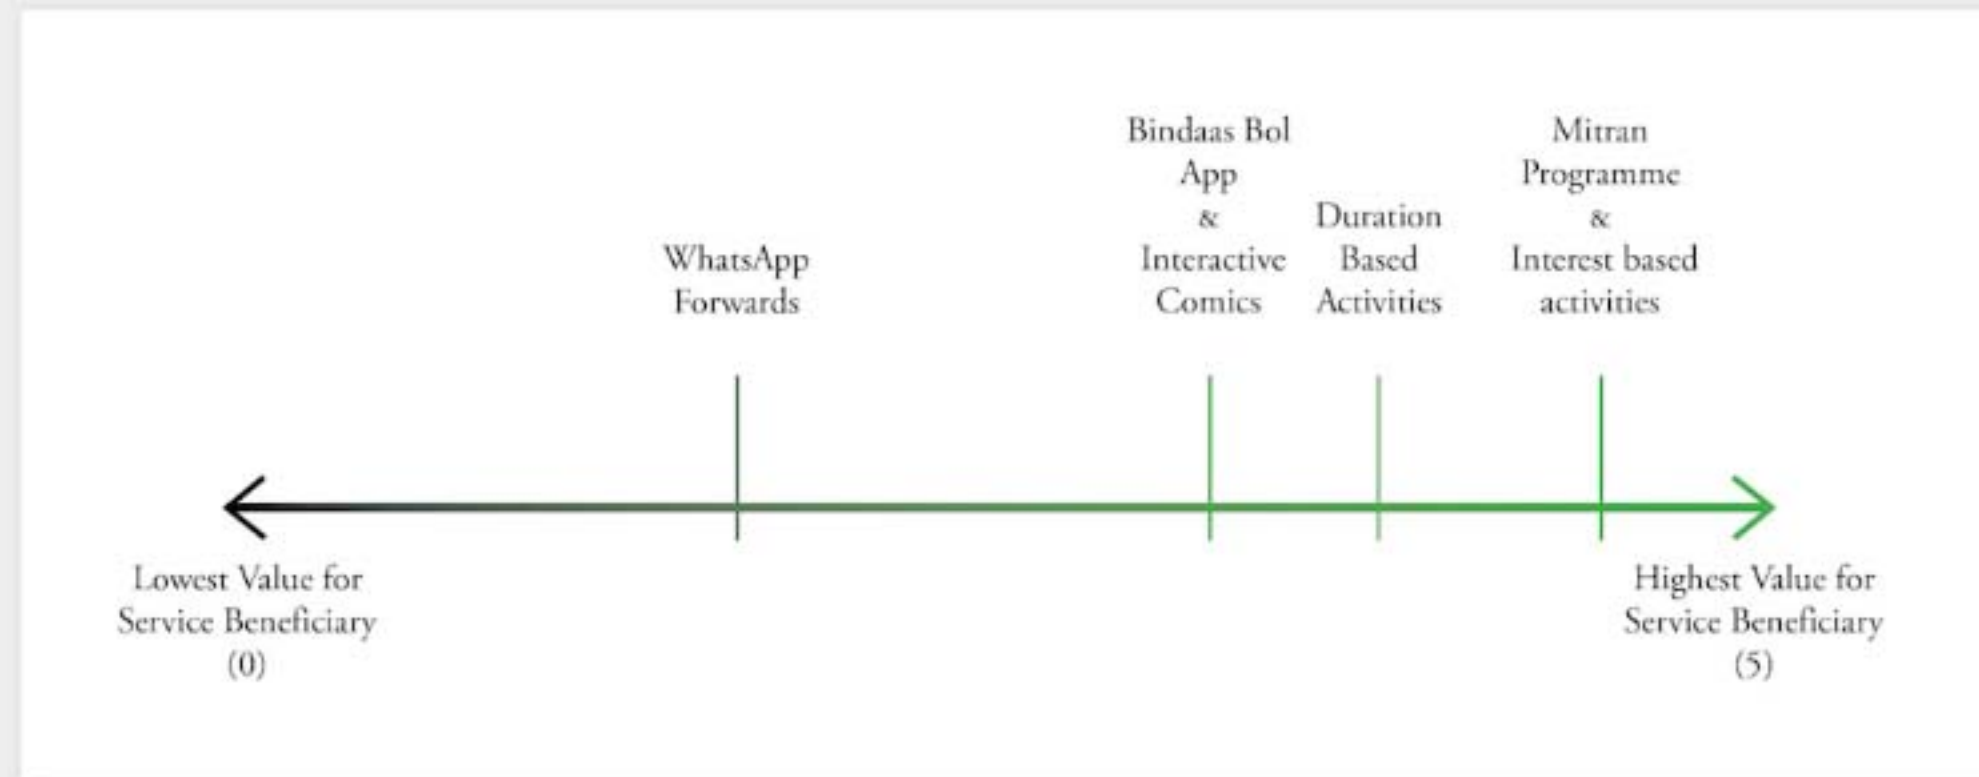 WhatsApp
Forwards
Bindaas Bol
App
&
Interactive
Comics
Duration
Based
Activities
Mitran
Programme
&
Interest based
activities
Lowest Value for
Service Beneficiary
(0)
Highest Value for
Service Beneficiary
(5)